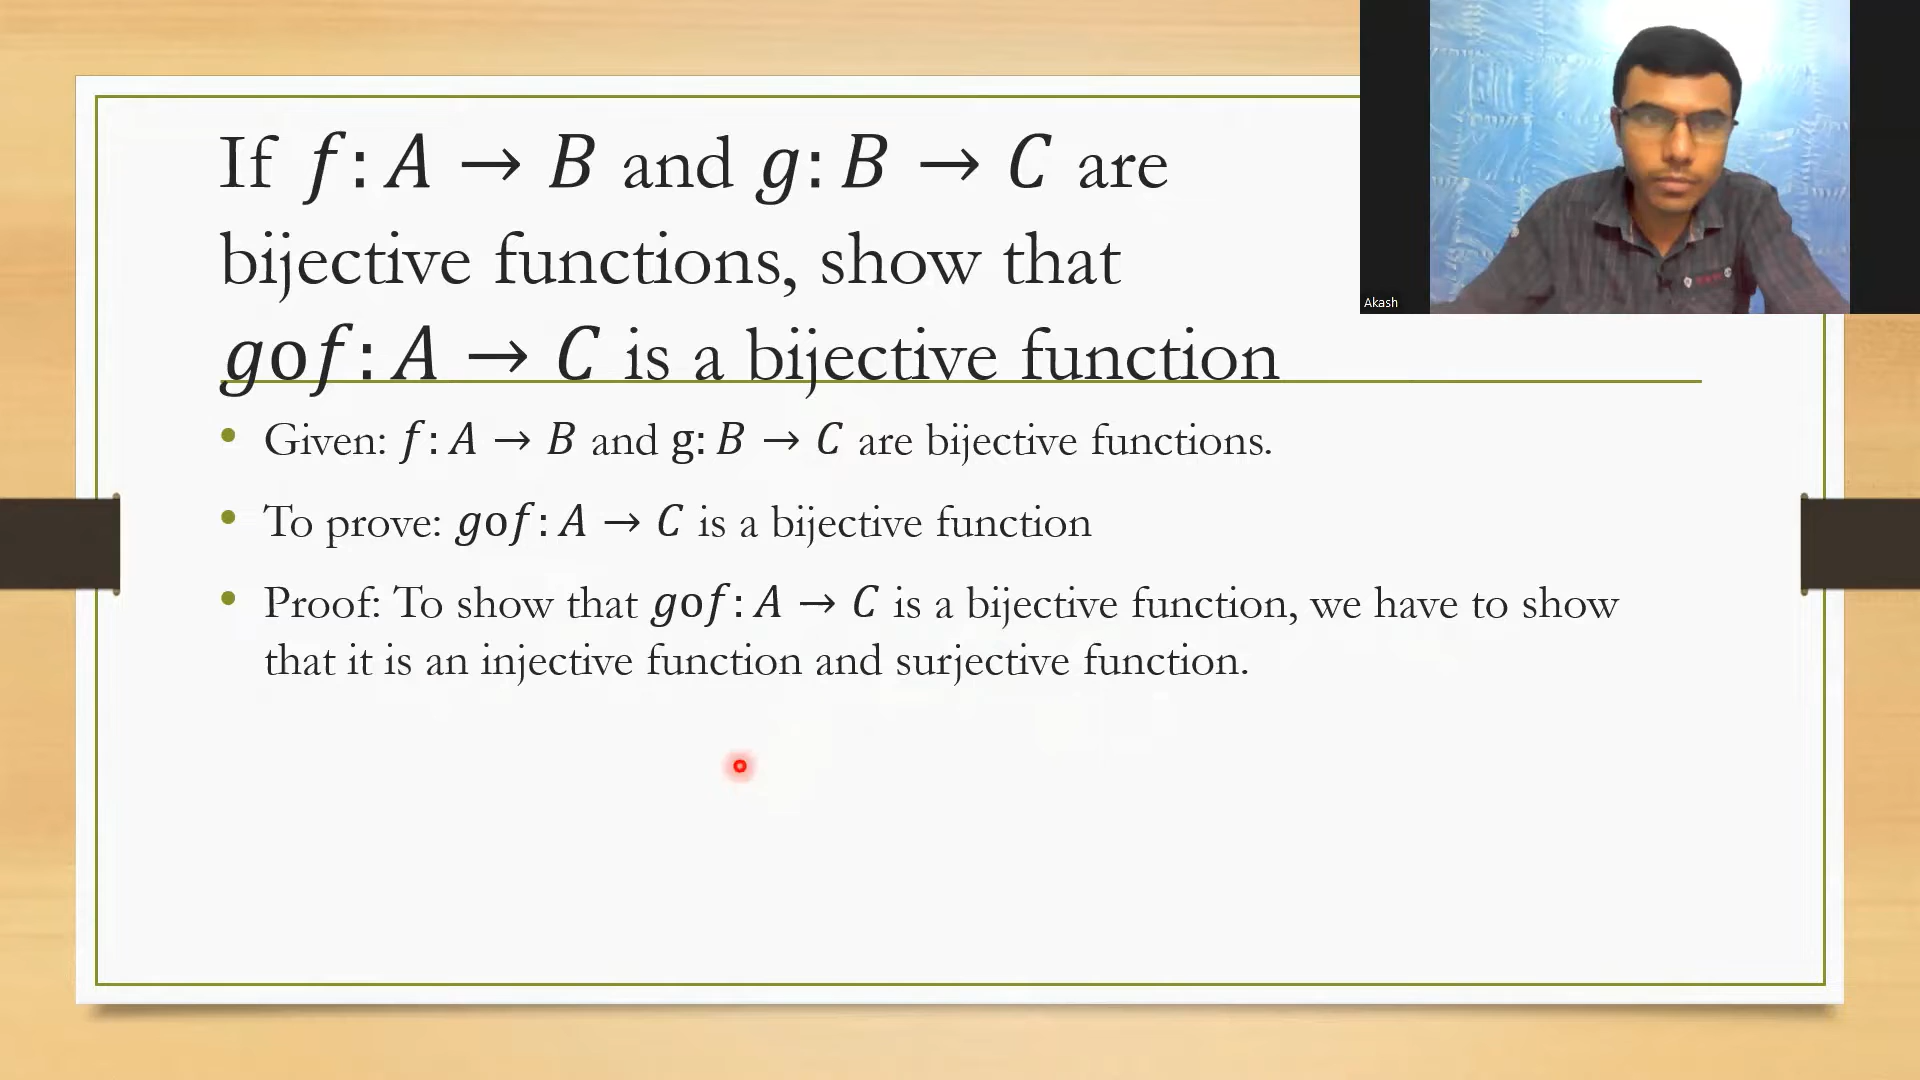 If f: A → B and g: B → C are
bijective functions, show that
gof: A → C is a bijective function
Akash
• Given: f: A → B and g: B → C are bijective functions.
• To prove: gof: A → C is a bijective function
• Proof: To show that gof: A → C is a bijective function, we have to show
that it is an injective function and surjective function.